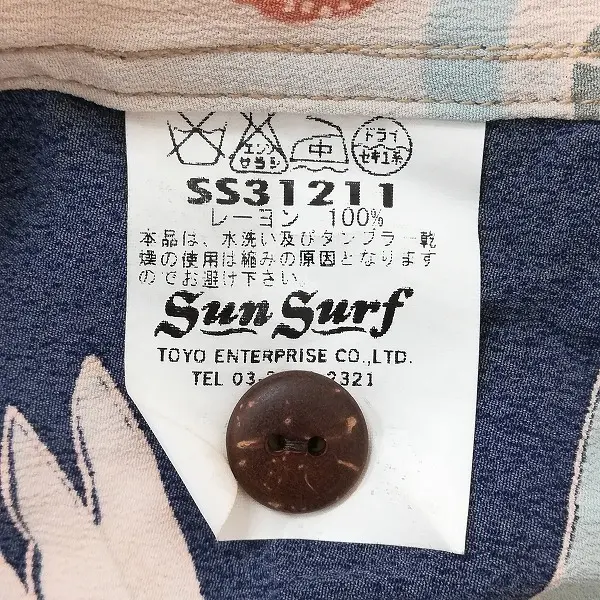 エンソ サラシ 中 ドライ セキユ系
SS31211
レーヨン 100%
本品は、水洗い及びタンブラー乾
燥の使用は縮みの原因となります
のでお避け下さい。
Sun Surf
TOYO ENTERPRISE CO.,LTD.
TEL 03- 2321